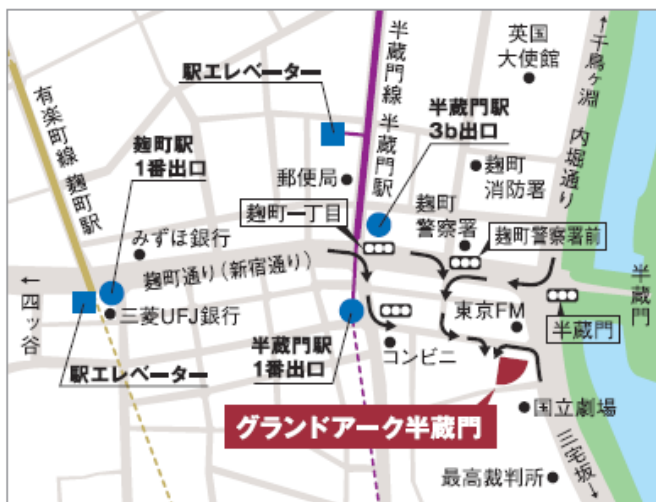 英国
大使館
↑千鳥ヶ淵
内堀通り
半蔵門線 半蔵門駅
駅エレベーター
半蔵門駅
3b出口
有楽町線 麹町駅
麹町駅
1番出口
郵便局
麹町
消防署
麹町一丁目
麹町
警察署
麹町警察署前
みずほ銀行
麹町通り(新宿通り)
半蔵門
←四ッ谷
三菱UFJ銀行
東京FM
半蔵門
駅エレベーター
半蔵門駅
1番出口
コンビニ
グランドアーク半蔵門
国立劇場
三宅坂→
最高裁判所